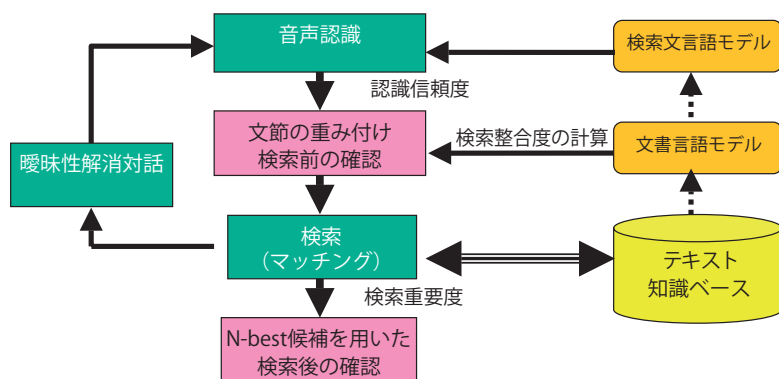 音声認識
検索文言語モデル
認識信頼度
文節の重み付け
検索前の確認
検索整合度の計算
文書言語モデル
曖昧性解消対話
検索
（マッチング）
テキスト
知識ベース
検索重要度
N-best候補を用いた
検索後の確認